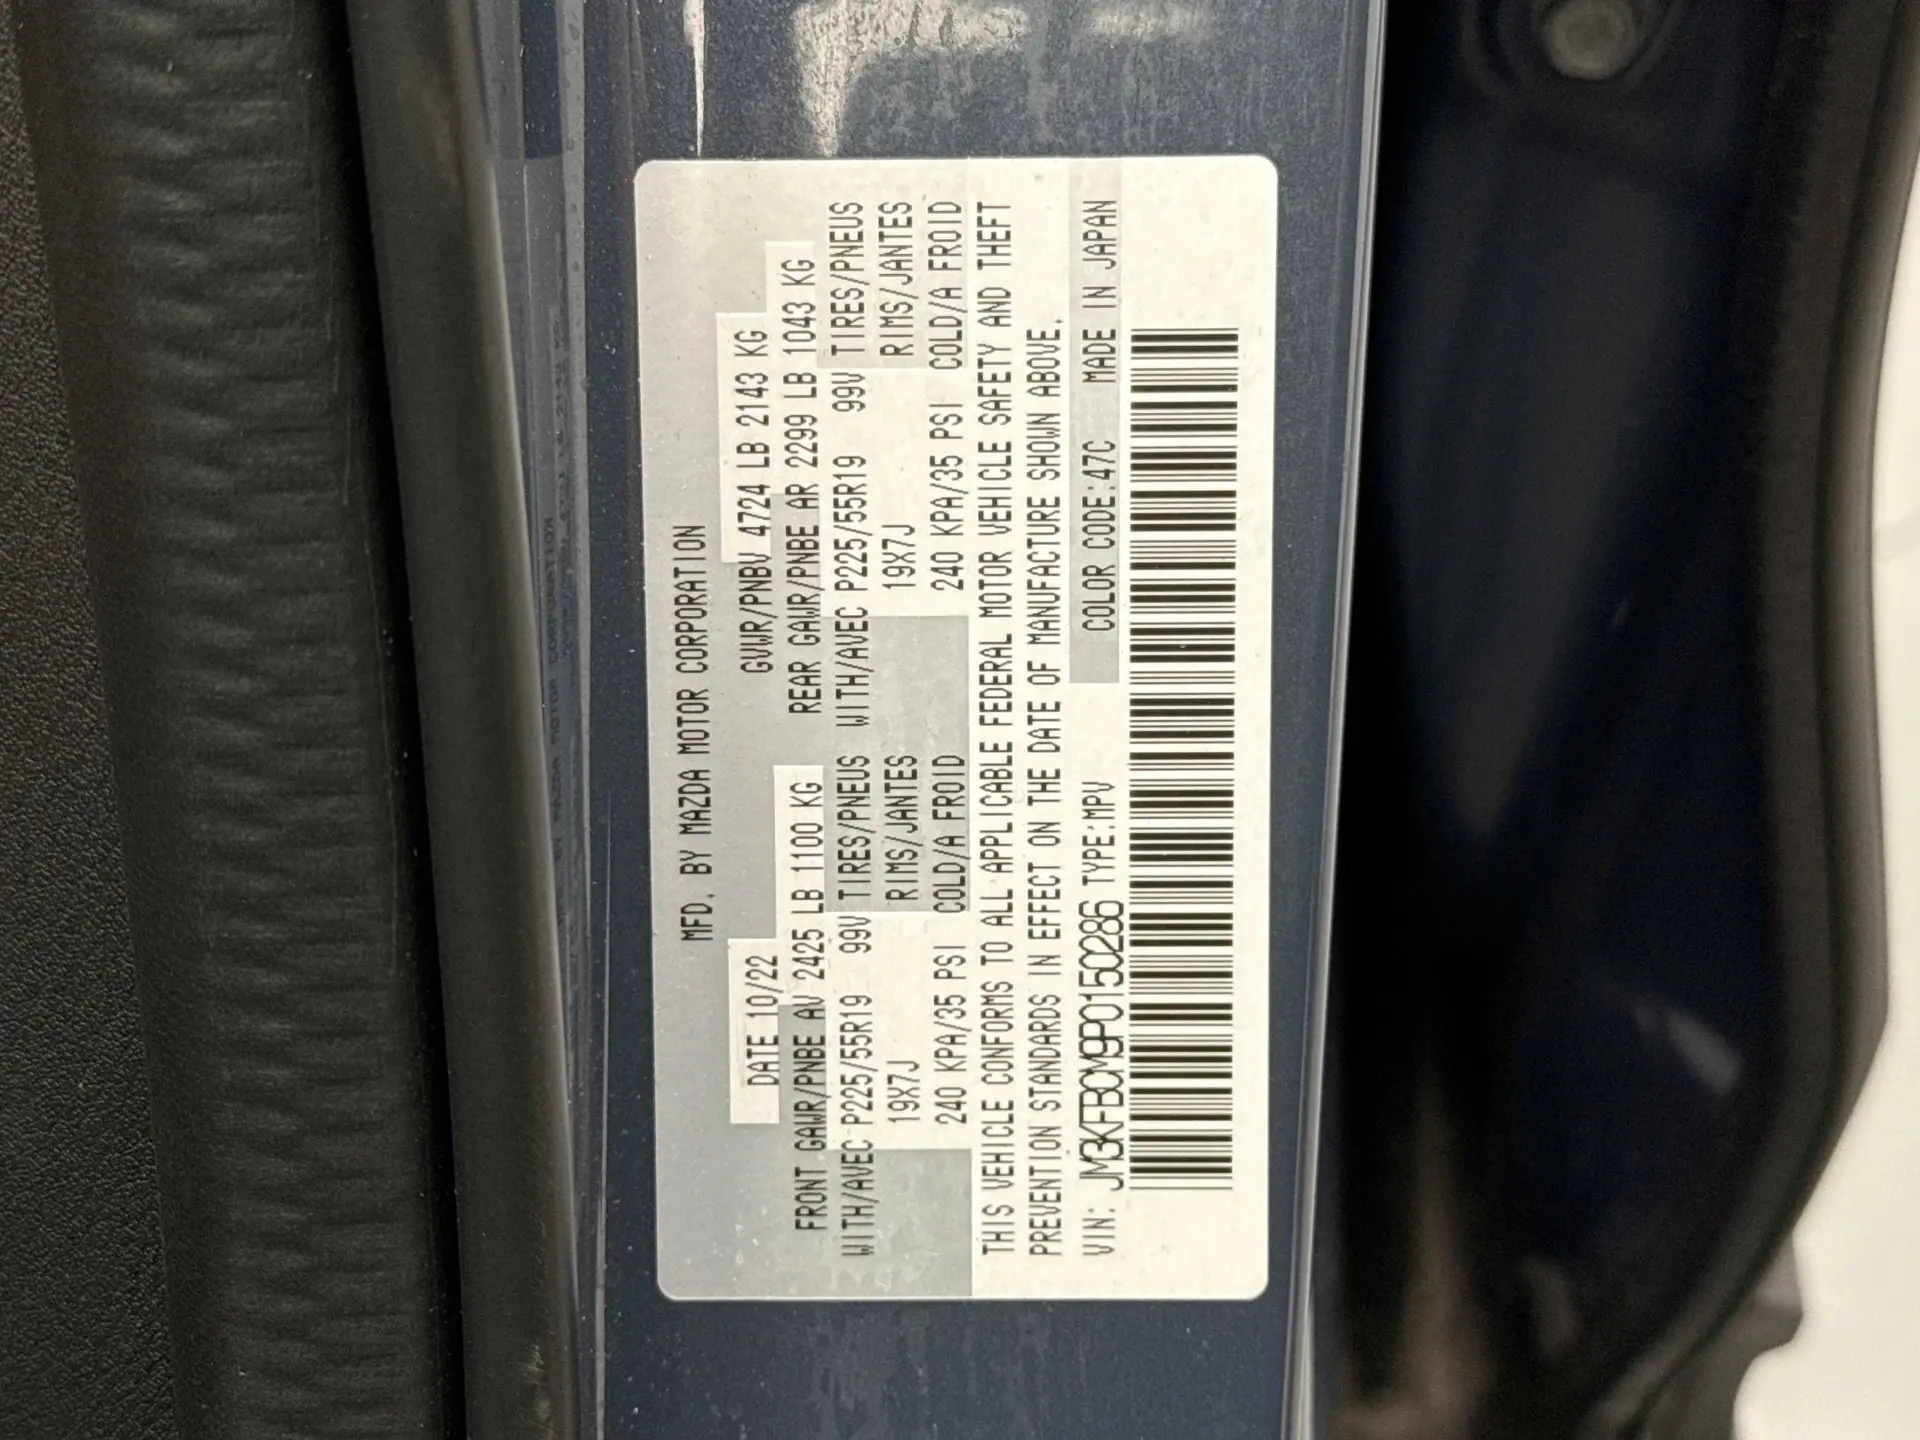 MFD. BY MAZDA MOTOR CORPORATION
DATE 10/22 GVWR/PNBV 4724 LB 2143 KG
FRONT GAWR/PNBE AV 2425 LB 1100 KG REAR GAWR/PNBE AR 2299 LB 1043 KG
WITH/AVEC P225/55R19 99V TIRES/PNEUS WITH/AVEC P225/55R19 99V TIRES/PNEUS
19X7J RIMS/JANTES 19X7J RIMS/JANTES
240 KPA/35 PSI COLD/A FROID 240 KPA/35 PSI COLD/A FROID
THIS VEHICLE CONFORMS TO ALL APPLICABLE FEDERAL MOTOR VEHICLE SAFETY AND THEFT
PREVENTION STANDARDS IN EFFECT ON THE DATE OF MANUFACTURE SHOWN ABOVE.
VIN: JM3KFBCM9P0150286 TYPE:MPV COLOR CODE:47C MADE IN JAPAN